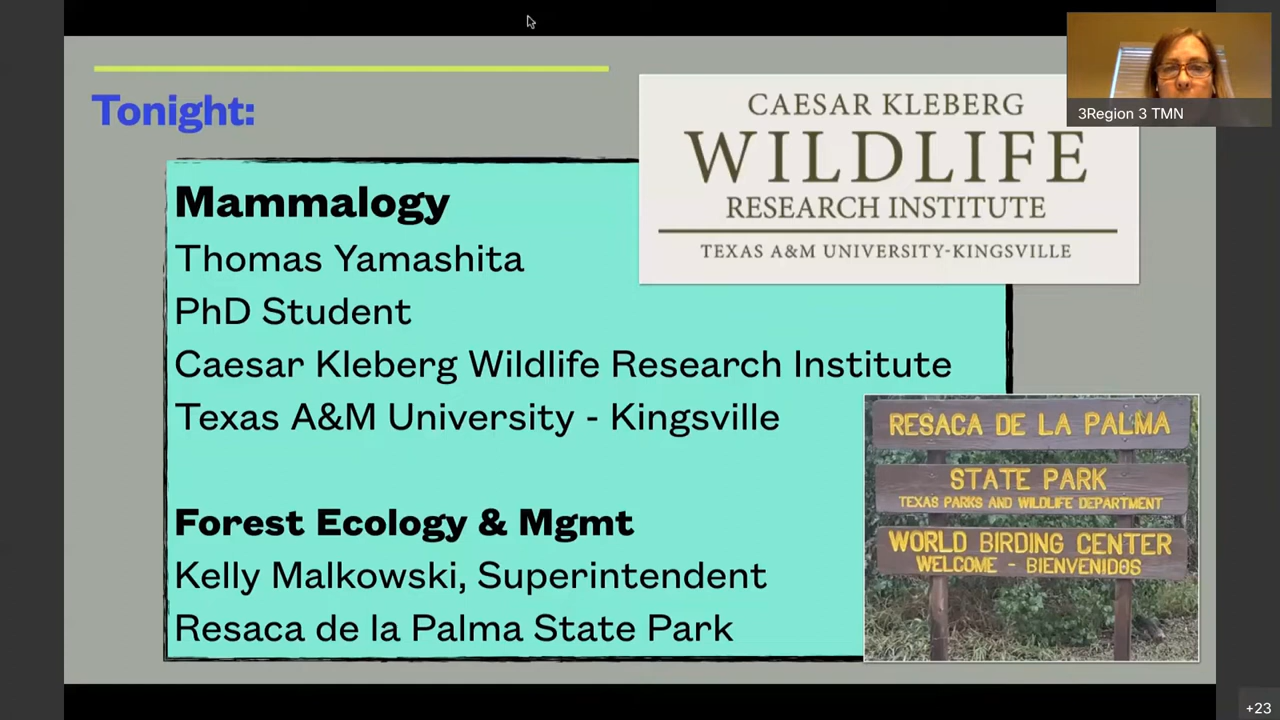 Tonight:
CAESAR KLEBERG
WILDLIFE
RESEARCH INSTITUTE
TEXAS A&M UNIVERSITY-KINGSVILLE
3Region 3 TMN
Mammalogy
Thomas Yamashita
PhD Student
Caesar Kleberg Wildlife Research Institute
Texas A&M University - Kingsville
Forest Ecology & Mgmt
Kelly Malkowski, Superintendent
Resaca de la Palma State Park
RESACA DE LA PALMA
STATE PARK
TEXAS PARKS AND WILDLIFE DEPARTMENT
WORLD BIRDING CENTER
WELCOME - BIENVENIDOS
+23